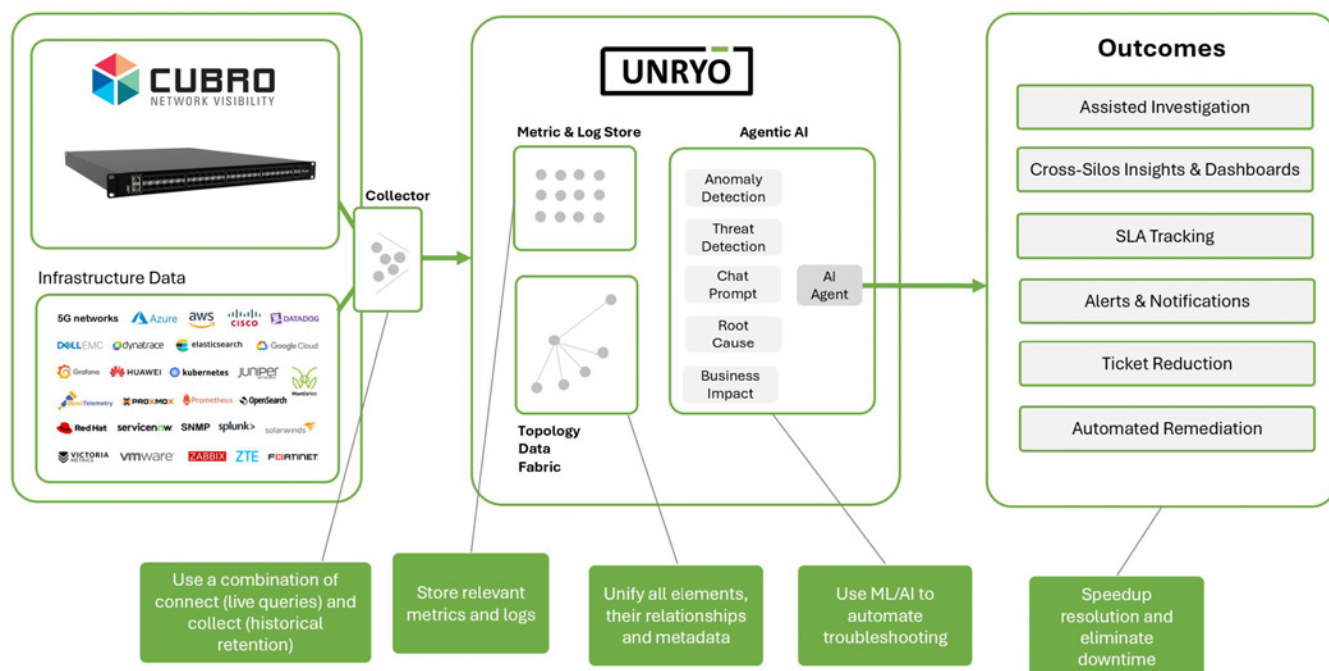 CUBRO
NETWORK VISIBILITY
Infrastructure Data
5G networks
Azure
aws
CISCO
DATADOG
DELLEMC
dynatrace
elasticsearch
Google Cloud
Grafana
HUAWEI
kubernetes
JUNIPER
NETWORKS
MantisNet
OpenTelemetry
PROXMOX
Prometheus
OpenSearch
Red Hat
servicenow
SNMP
splunk>
solarwinds
VICTORIA
METRICS
vmware
ZABBIX
ZTE
FORTINET
Collector
UNRYO
Metric & Log Store
Agentic AI
Anomaly
Detection
Threat
Detection
Chat
Prompt
AI
Agent
Root
Cause
Business
Impact
Topology
Data
Fabric
Outcomes
Assisted Investigation
Cross-Silos Insights & Dashboards
SLA Tracking
Alerts & Notifications
Ticket Reduction
Automated Remediation
Use a combination of
connect (live queries) and
collect (historical
retention)
Store relevant
metrics and logs
Unify all elements,
their relationships
and metadata
Use ML/AI to
automate
troubleshooting
Speedup
resolution and
eliminate
downtime